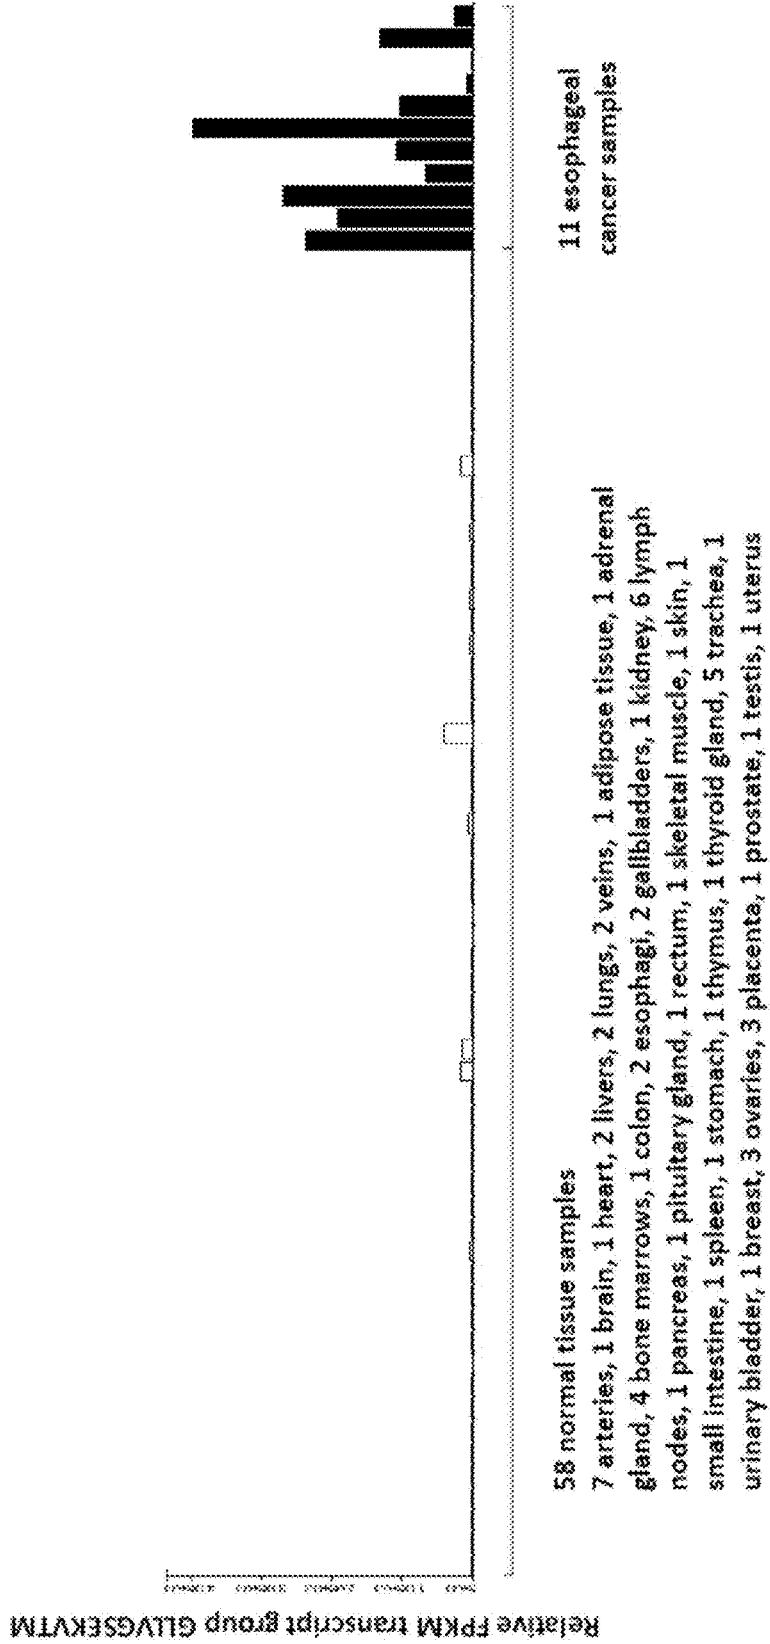 Relative FPKM transcript group GLLVGSEKVTM
58 normal tissue samples
7 arteries, 1 brain, 1 heart, 2 livers, 2 lungs, 2 veins, 1 adipose tissue, 1 adrenal
gland, 4 bone marrows, 1 colon, 2 esophagi, 2 gallbladders, 1 kidney, 6 lymph
nodes, 1 pancreas, 1 pituitary gland, 1 rectum, 1 skeletal muscle, 1 skin, 1
small intestine, 1 spleen, 1 stomach, 1 thymus, 1 thyroid gland, 5 trachea, 1
urinary bladder, 1 breast, 3 ovaries, 3 placenta, 1 prostate, 1 testis, 1 uterus
11 esophageal
cancer samples